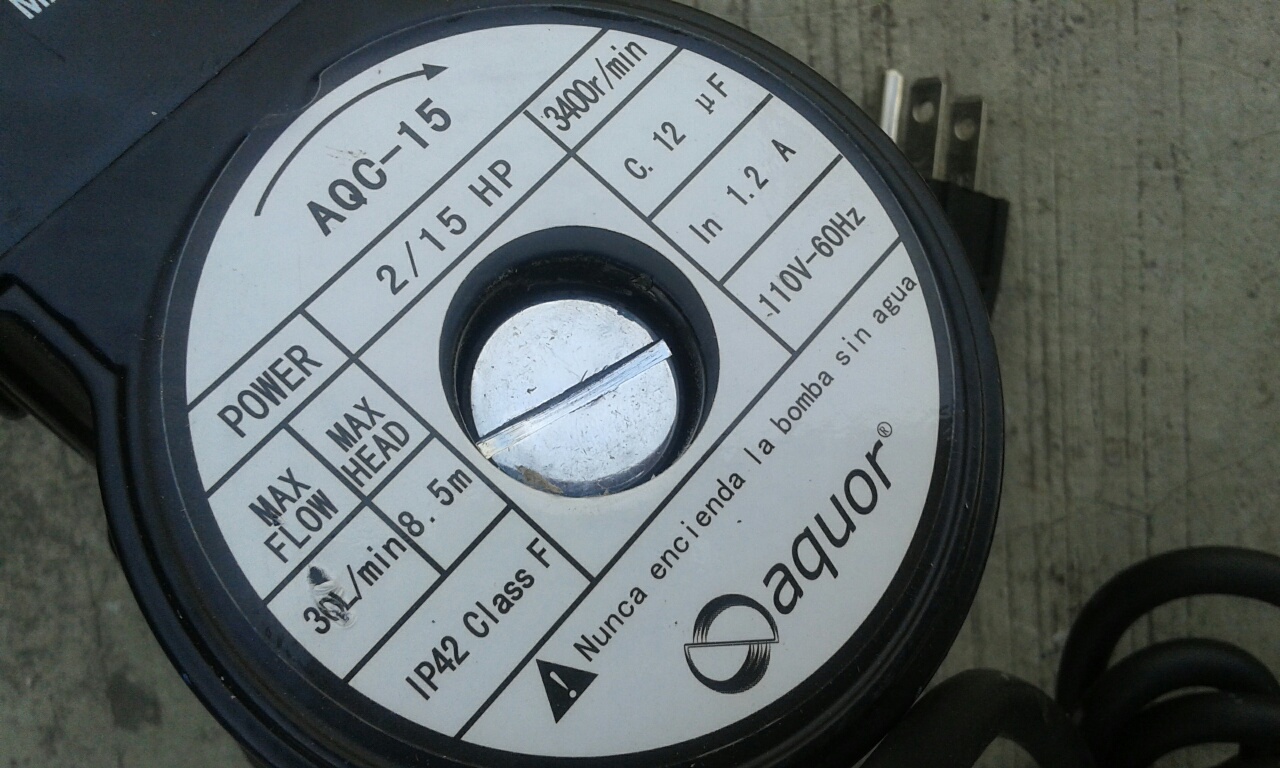 AQC-15
POWER
2/15 HP
3400r/min
C. 12 μF
In 1.2 A
110V-60Hz
MAX
FLOW
MAX
HEAD
30L/min
8.5m
IP42 Class F
Nunca encienda la bomba sin agua
aquor®